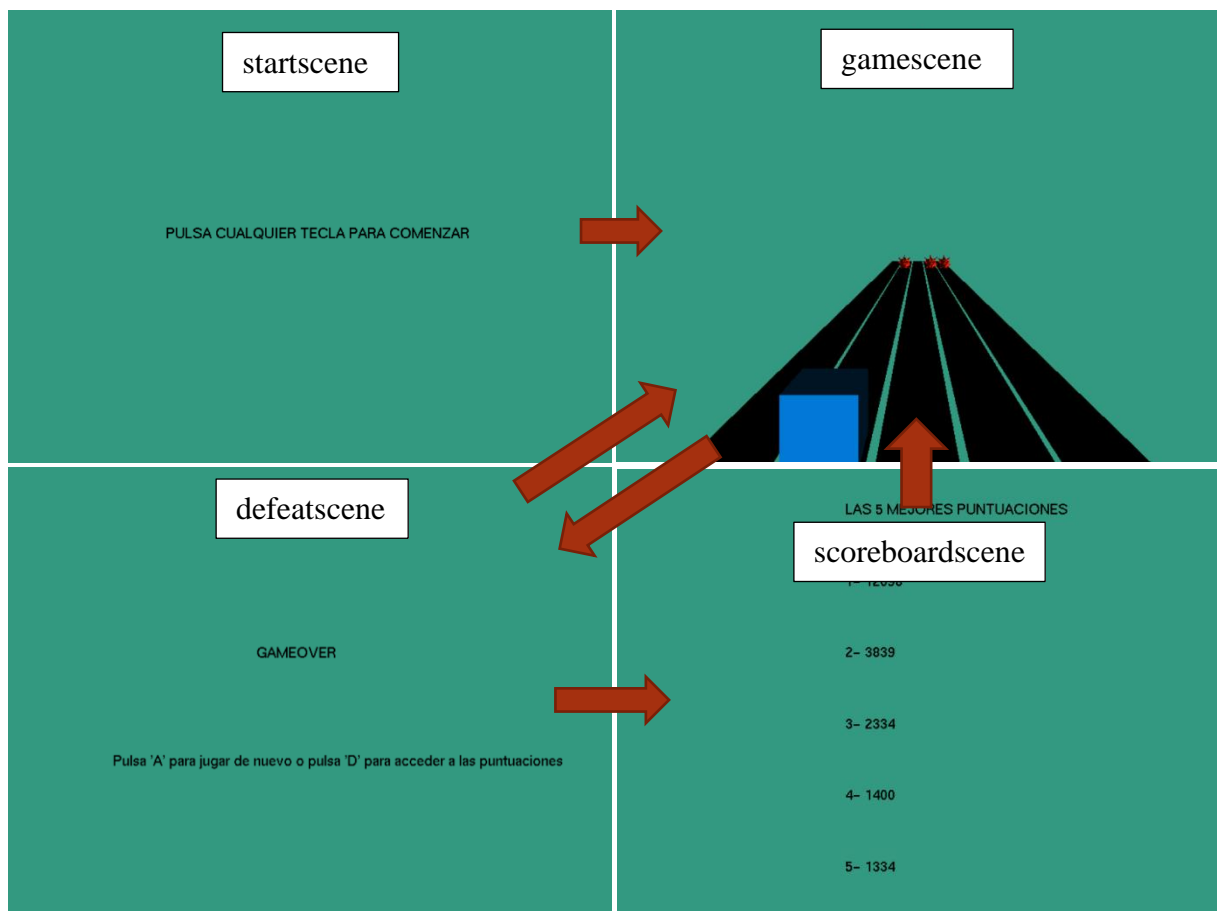 startscene
PULSA CUALQUIER TECLA PARA COMENZAR
gamescene
defeatscene
GAMEOVER
Pulsa 'A' para jugar de nuevo o pulsa 'D' para acceder a las puntuaciones
LAS 5 MEJORES PUNTUACIONES
scoreboardscene
2- 3839
3- 2334
4- 1400
5- 1334